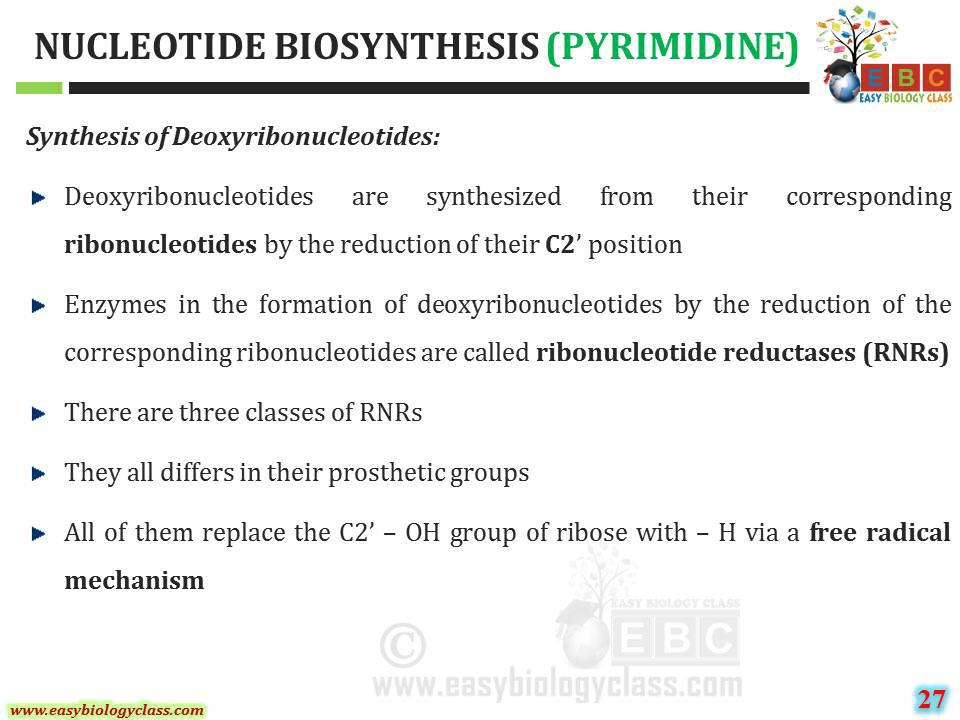 NUCLEOTIDE BIOSYNTHESIS (PYRIMIDINE)
E B C
EASY BIOLOGY CLASS
Synthesis of Deoxyribonucleotides:
Deoxyribonucleotides are synthesized from their corresponding
ribonucleotides by the reduction of their C2’ position
Enzymes in the formation of deoxyribonucleotides by the reduction of the
corresponding ribonucleotides are called ribonucleotide reductases (RNRs)
There are three classes of RNRs
They all differs in their prosthetic groups
All of them replace the C2’ – OH group of ribose with – H via a free radical
mechanism
EASY BIOLOGY CLASS
© E B C
www.easybiologyclass.com
www.easybiologyclass.com
27